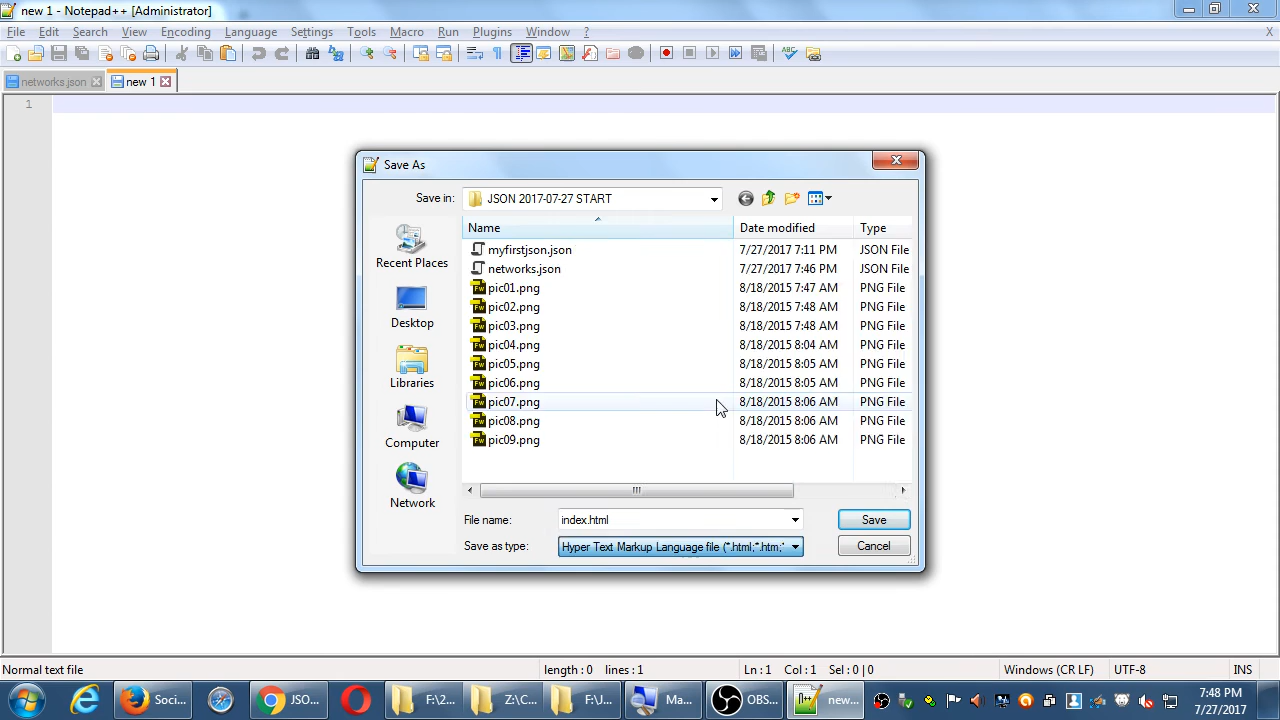 new 1 - Notepad++ [Administrator]
File Edit Search View Encoding Language Settings Tools Macro Run Plugins Window ? X
networks.json new 1
1
Save As
Save in: JSON 2017-07-27 START
Name Date modified Type
Recent Places
Desktop
Libraries
Computer
Network
myfirstjson.json 7/27/2017 7:11 PM JSON File
networks.json 7/27/2017 7:46 PM JSON File
pic01.png 8/18/2015 7:47 AM PNG File
pic02.png 8/18/2015 7:48 AM PNG File
pic03.png 8/18/2015 7:48 AM PNG File
pic04.png 8/18/2015 8:04 AM PNG File
pic05.png 8/18/2015 8:05 AM PNG File
pic06.png 8/18/2015 8:05 AM PNG File
pic07.png 8/18/2015 8:06 AM PNG File
pic08.png 8/18/2015 8:06 AM PNG File
pic09.png 8/18/2015 8:06 AM PNG File
File name: index.html Save
Save as type: Hyper Text Markup Language file (*.html;*.htm;* Cancel
Normal text file length : 0 lines : 1 Ln : 1 Col : 1 Sel : 0 | 0 Windows (CR LF) UTF-8 INS
Soci... JSO... F:\2... Z:\C... F:\J... Ma... OBS... new... 7:48 PM
7/27/2017